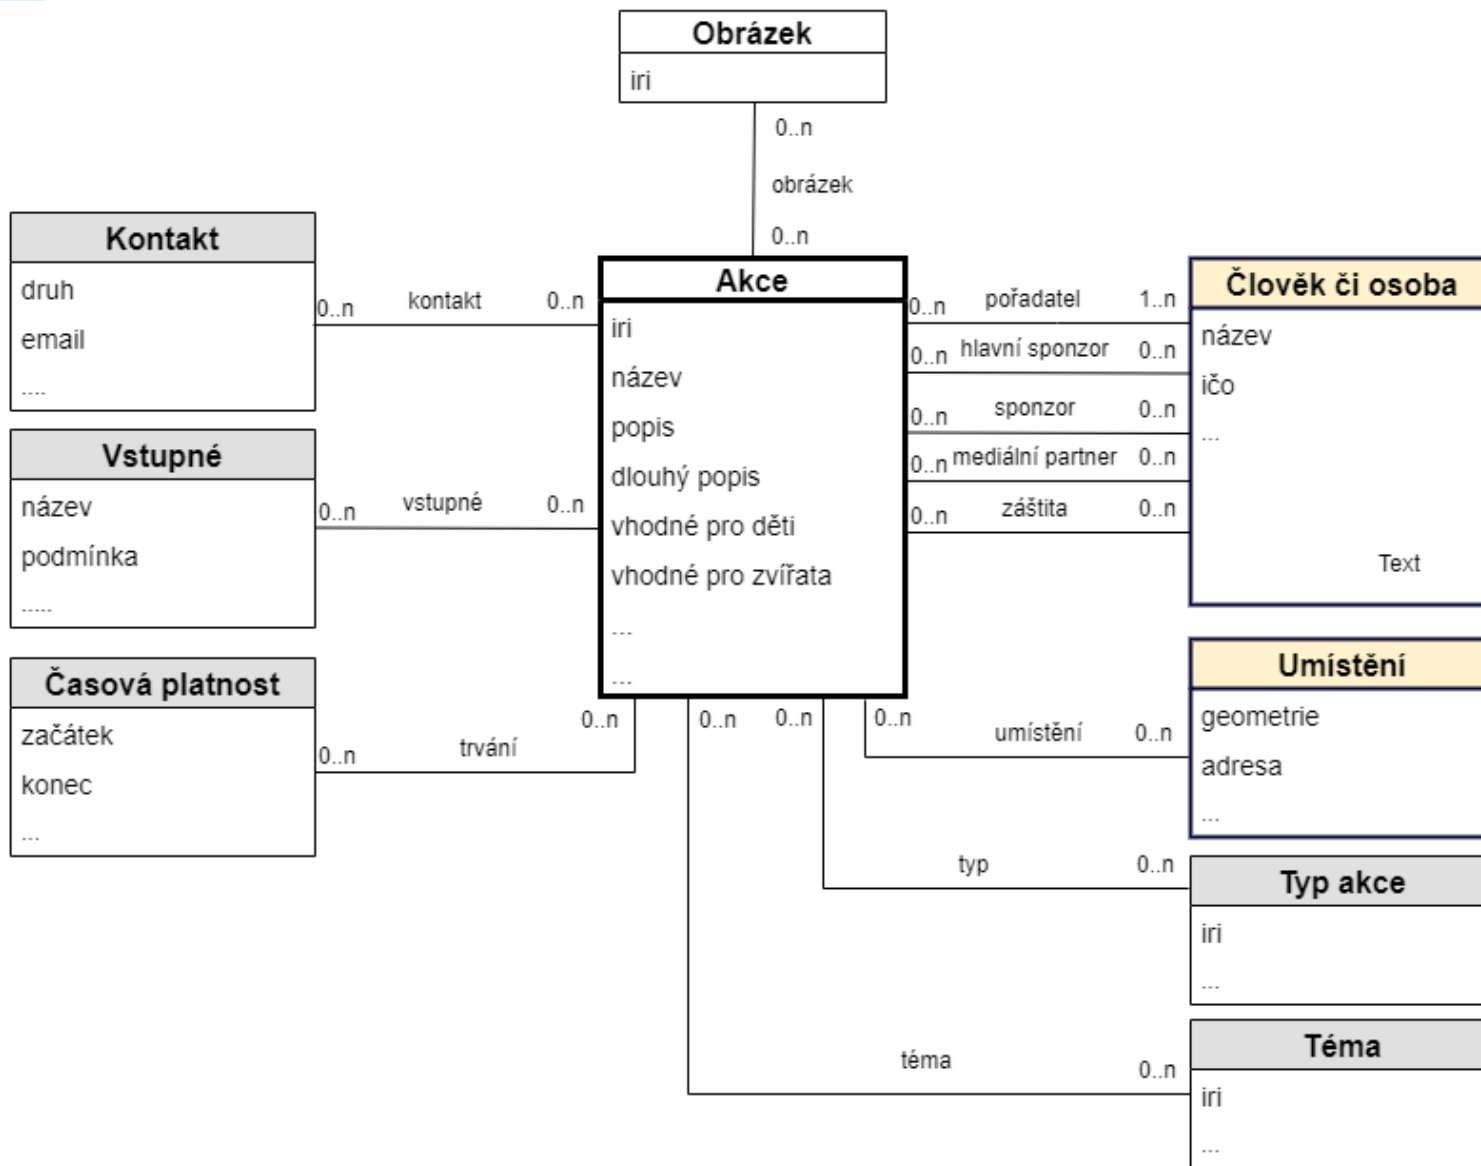 Obrázek
iri
0..n
obrázek
0..n
Kontakt
druh
email
....
0..n kontakt 0..n
Vstupné
název
podmínka
.....
0..n vstupné 0..n
Časová platnost
začátek
konec
...
0..n trvání 0..n
Akce
iri
název
popis
dlouhý popis
vhodné pro děti
vhodné pro zvířata
...
...
0..n pořadatel 1..n
0..n hlavní sponzor 0..n
0..n sponzor 0..n
0..n mediální partner 0..n
0..n záštita 0..n
Člověk či osoba
název
ičo
...
Text
0..n umístění 0..n
Umístění
geometrie
adresa
...
0..n typ 0..n
Typ akce
iri
...
0..n téma 0..n
Téma
iri
...